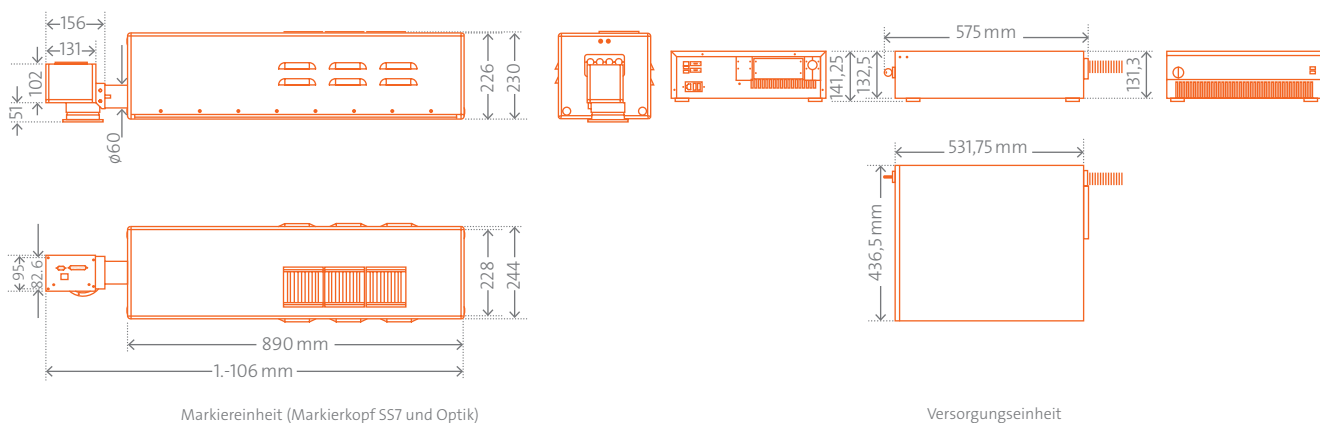 156
131
102
51
ø60
226
230
575 mm
141,25
132,5
131,3
531,75 mm
436,5 mm
95
82.6
228
244
890 mm
1.-106 mm
Markiereinheit (Markierkopf SS7 und Optik)
Versorgungseinheit